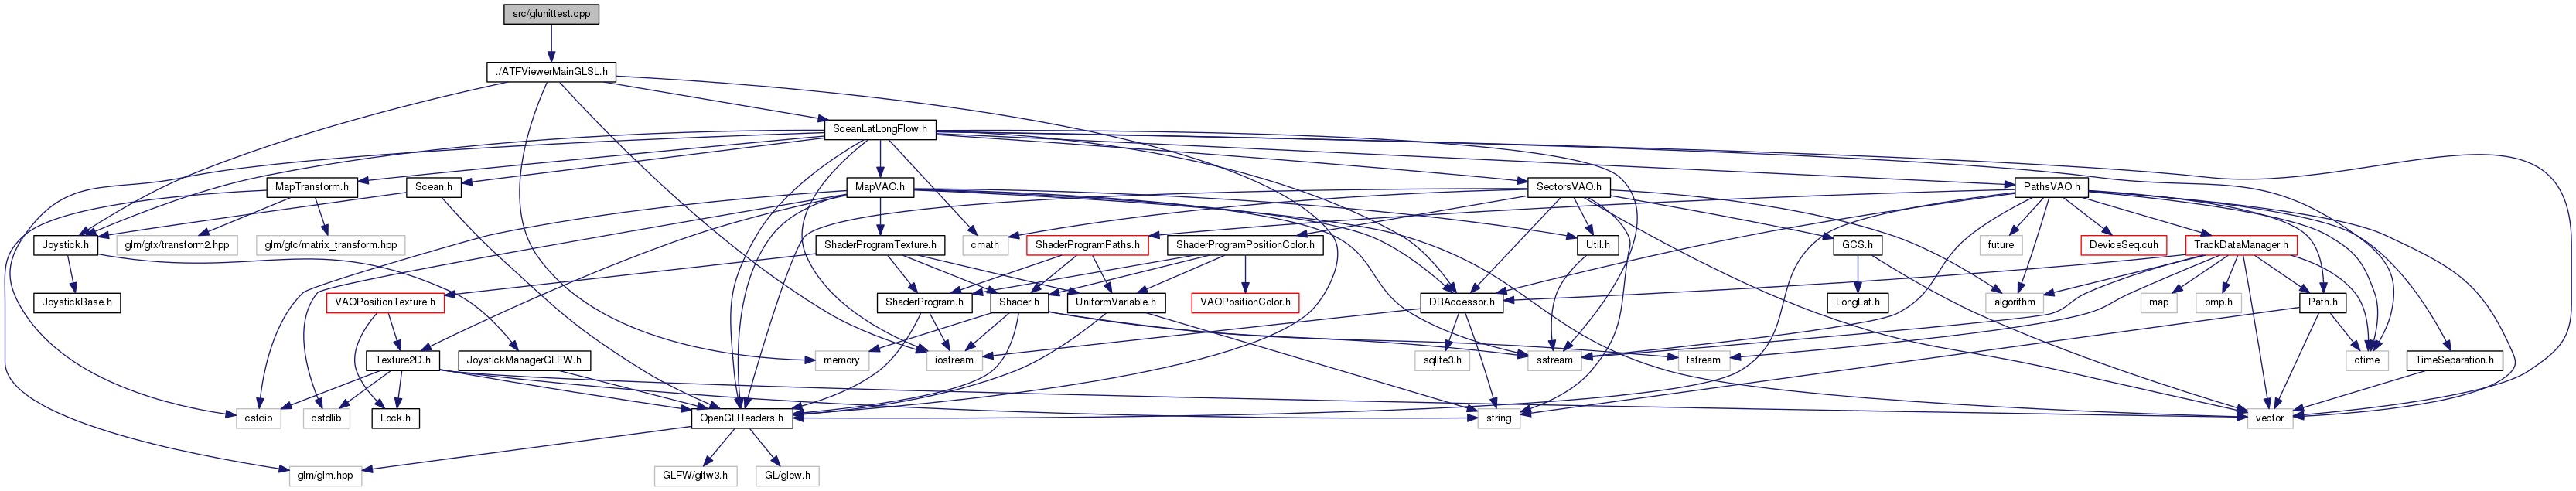 src/glunittest.cpp
./ATFViewerMainGLSL.h
SceanLatLongFlow.h
MapTransform.h
Scean.h
MapVAO.h
SectorsVAO.h
PathsVAO.h
Joystick.h
glm/gtx/transform2.hpp
glm/gtc/matrix_transform.hpp
ShaderProgramTexture.h
cmath
ShaderProgramPaths.h
ShaderProgramPositionColor.h
Util.h
GCS.h
future
DeviceSeq.cuh
TrackDataManager.h
JoystickBase.h
VAOPositionTexture.h
ShaderProgram.h
Shader.h
UniformVariable.h
VAOPositionColor.h
DBAccessor.h
LongLat.h
algorithm
map
omp.h
Path.h
Texture2D.h
JoystickManagerGLFW.h
memory
iostream
sqlite3.h
sstream
fstream
ctime
TimeSeparation.h
cstdio
cstdlib
Lock.h
OpenGLHeaders.h
string
vector
glm/glm.hpp
GLFW/glfw3.h
GL/glew.h